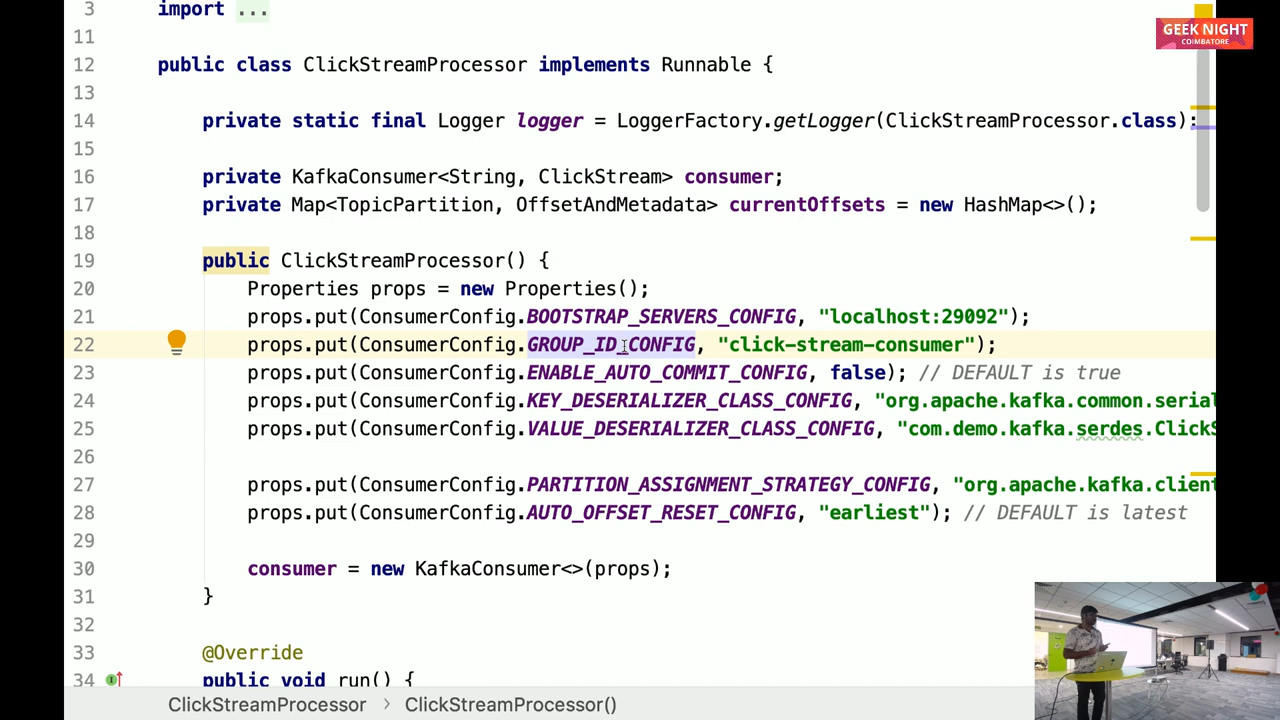 3 import ...
GEEK NIGHT
COIMBATORE
11
12 public class ClickStreamProcessor implements Runnable {
13
14 private static final Logger logger = LoggerFactory.getLogger(ClickStreamProcessor.class);
15
16 private KafkaConsumer<String, ClickStream> consumer;
17 private Map<TopicPartition, OffsetAndMetadata> currentOffsets = new HashMap<>();
18
19 public ClickStreamProcessor() {
20 Properties props = new Properties();
21 props.put(ConsumerConfig.BOOTSTRAP_SERVERS_CONFIG, "localhost:29092");
22 props.put(ConsumerConfig.GROUP_ID_CONFIG, "click-stream-consumer");
23 props.put(ConsumerConfig.ENABLE_AUTO_COMMIT_CONFIG, false); // DEFAULT is true
24 props.put(ConsumerConfig.KEY_DESERIALIZER_CLASS_CONFIG, "org.apache.kafka.common.serial
25 props.put(ConsumerConfig.VALUE_DESERIALIZER_CLASS_CONFIG, "com.demo.kafka.serdes.ClickS
26
27 props.put(ConsumerConfig.PARTITION_ASSIGNMENT_STRATEGY_CONFIG, "org.apache.kafka.client
28 props.put(ConsumerConfig.AUTO_OFFSET_RESET_CONFIG, "earliest"); // DEFAULT is latest
29
30 consumer = new KafkaConsumer<>(props);
31 }
32
33 @Override
34 public void run() {
ClickStreamProcessor > ClickStreamProcessor()